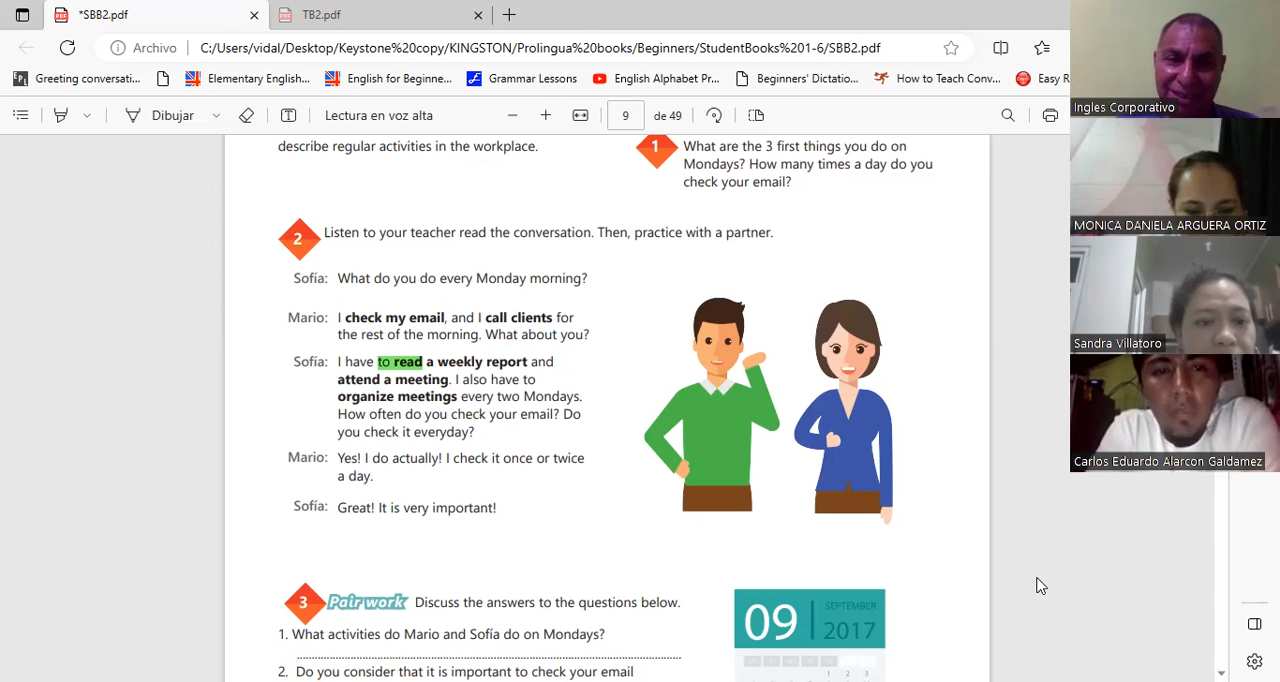 *SBB2.pdf
TB2.pdf
Archivo
C:/Users/vidal/Desktop/Keystone%20copy/KINGSTON/Prolingua%20books/Beginners/StudentBooks%201-6/SBB2.pdf
Greeting conversati...
Elementary English...
English for Beginne...
Grammar Lessons
English Alphabet Pr...
Beginners' Dictatio...
How to Teach Conv...
Easy R
Dibujar
Lectura en voz alta
9
de 49
describe regular activities in the workplace.
1
What are the 3 first things you do on
Mondays? How many times a day do you
check your email?
2
Listen to your teacher read the conversation. Then, practice with a partner.
Sofía: What do you do every Monday morning?
Mario: I check my email, and I call clients for
the rest of the morning. What about you?
Sofía: I have to read a weekly report and
attend a meeting. I also have to
organize meetings every two Mondays.
How often do you check your email? Do
you check it everyday?
Mario: Yes! I do actually! I check it once or twice
a day.
Sofía: Great! It is very important!
3
Pair work Discuss the answers to the questions below.
1. What activities do Mario and Sofía do on Mondays?
2. Do you consider that it is important to check your email
09
SEPTEMBER
2017
1 2 3
Ingles Corporativo
MONICA DANIELA ARGUERA ORTIZ
Sandra Villatoro
Carlos Eduardo Alarcon Galdamez